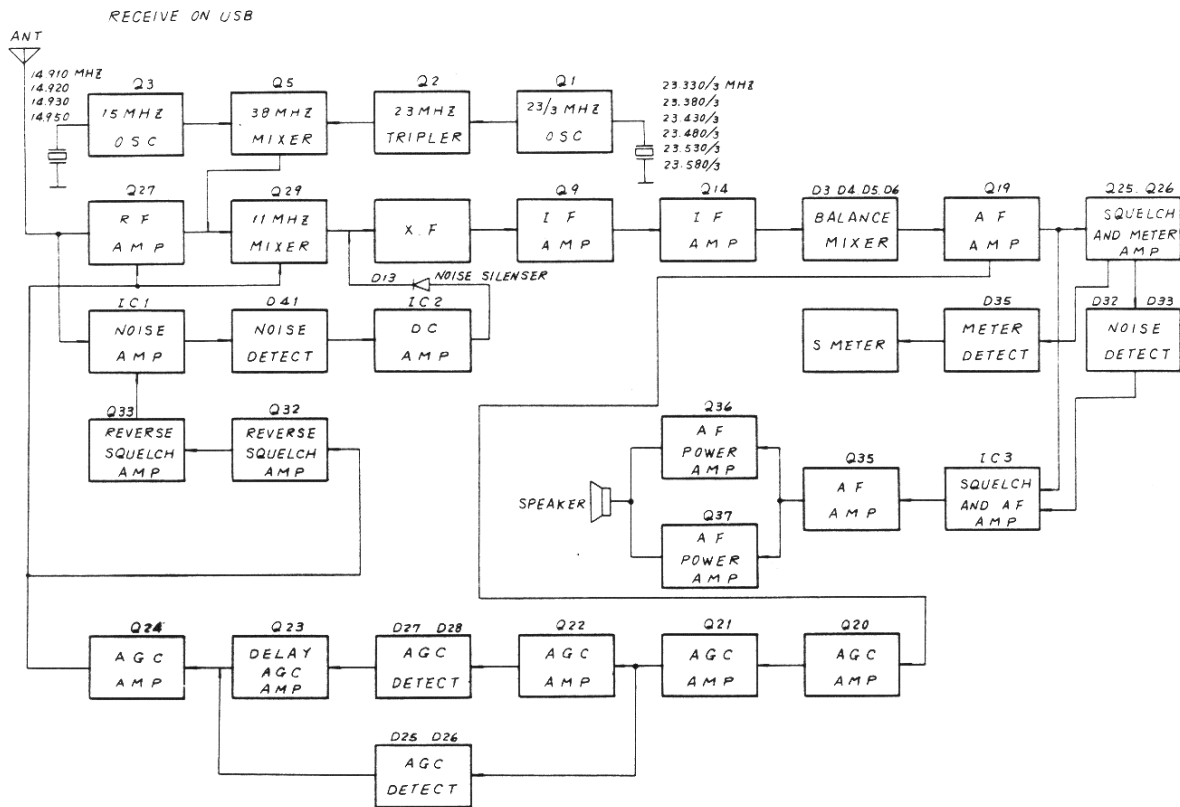 RECEIVE ON USB
ANT
14.910 MHZ
14.920
14.930
14.950
Q3
15 MHZ
OSC
Q5
38 MHZ
MIXER
Q2
23 MHZ
TRIPLER
Q1
23/3 MHZ
OSC
23.330/3 MHZ
23.380/3
23.430/3
23.480/3
23.530/3
23.580/3
Q27
RF
AMP
Q29
11 MHZ
MIXER
X.F
Q9
IF
AMP
Q14
IF
AMP
D3 D4. D5. D6
BALANCE
MIXER
Q19
AF
AMP
Q25. Q26
SQUELCH
AND METER
AMP
D13
NOISE SILENSER
IC1
NOISE
AMP
D41
NOISE
DETECT
IC2
DC
AMP
S METER
D35
METER
DETECT
D32 D33
NOISE
DETECT
Q33
REVERSE
SQUELCH
AMP
Q32
REVERSE
SQUELCH
AMP
SPEAKER
Q36
AF
POWER
AMP
Q37
AF
POWER
AMP
Q35
AF
AMP
IC3
SQUELCH
AND AF
AMP
Q24
AGC
AMP
Q23
DELAY
AGC
AMP
D27 D28
AGC
DETECT
Q22
AGC
AMP
Q21
AGC
AMP
Q20
AGC
AMP
D25 D26
AGC
DETECT